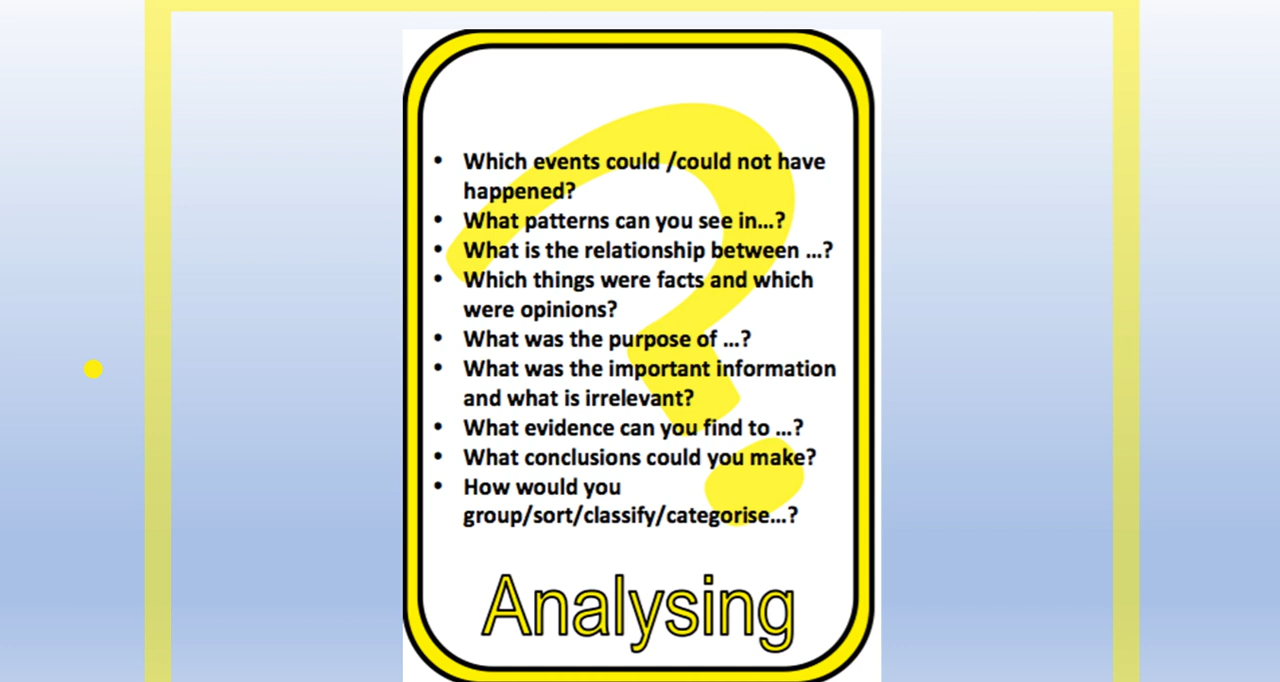 • Which events could /could not have
happened?
• What patterns can you see in...?
• What is the relationship between ...?
• Which things were facts and which
were opinions?
• What was the purpose of ...?
• What was the important information
and what is irrelevant?
• What evidence can you find to ...?
• What conclusions could you make?
• How would you
group/sort/classify/categorise...?
Analysing